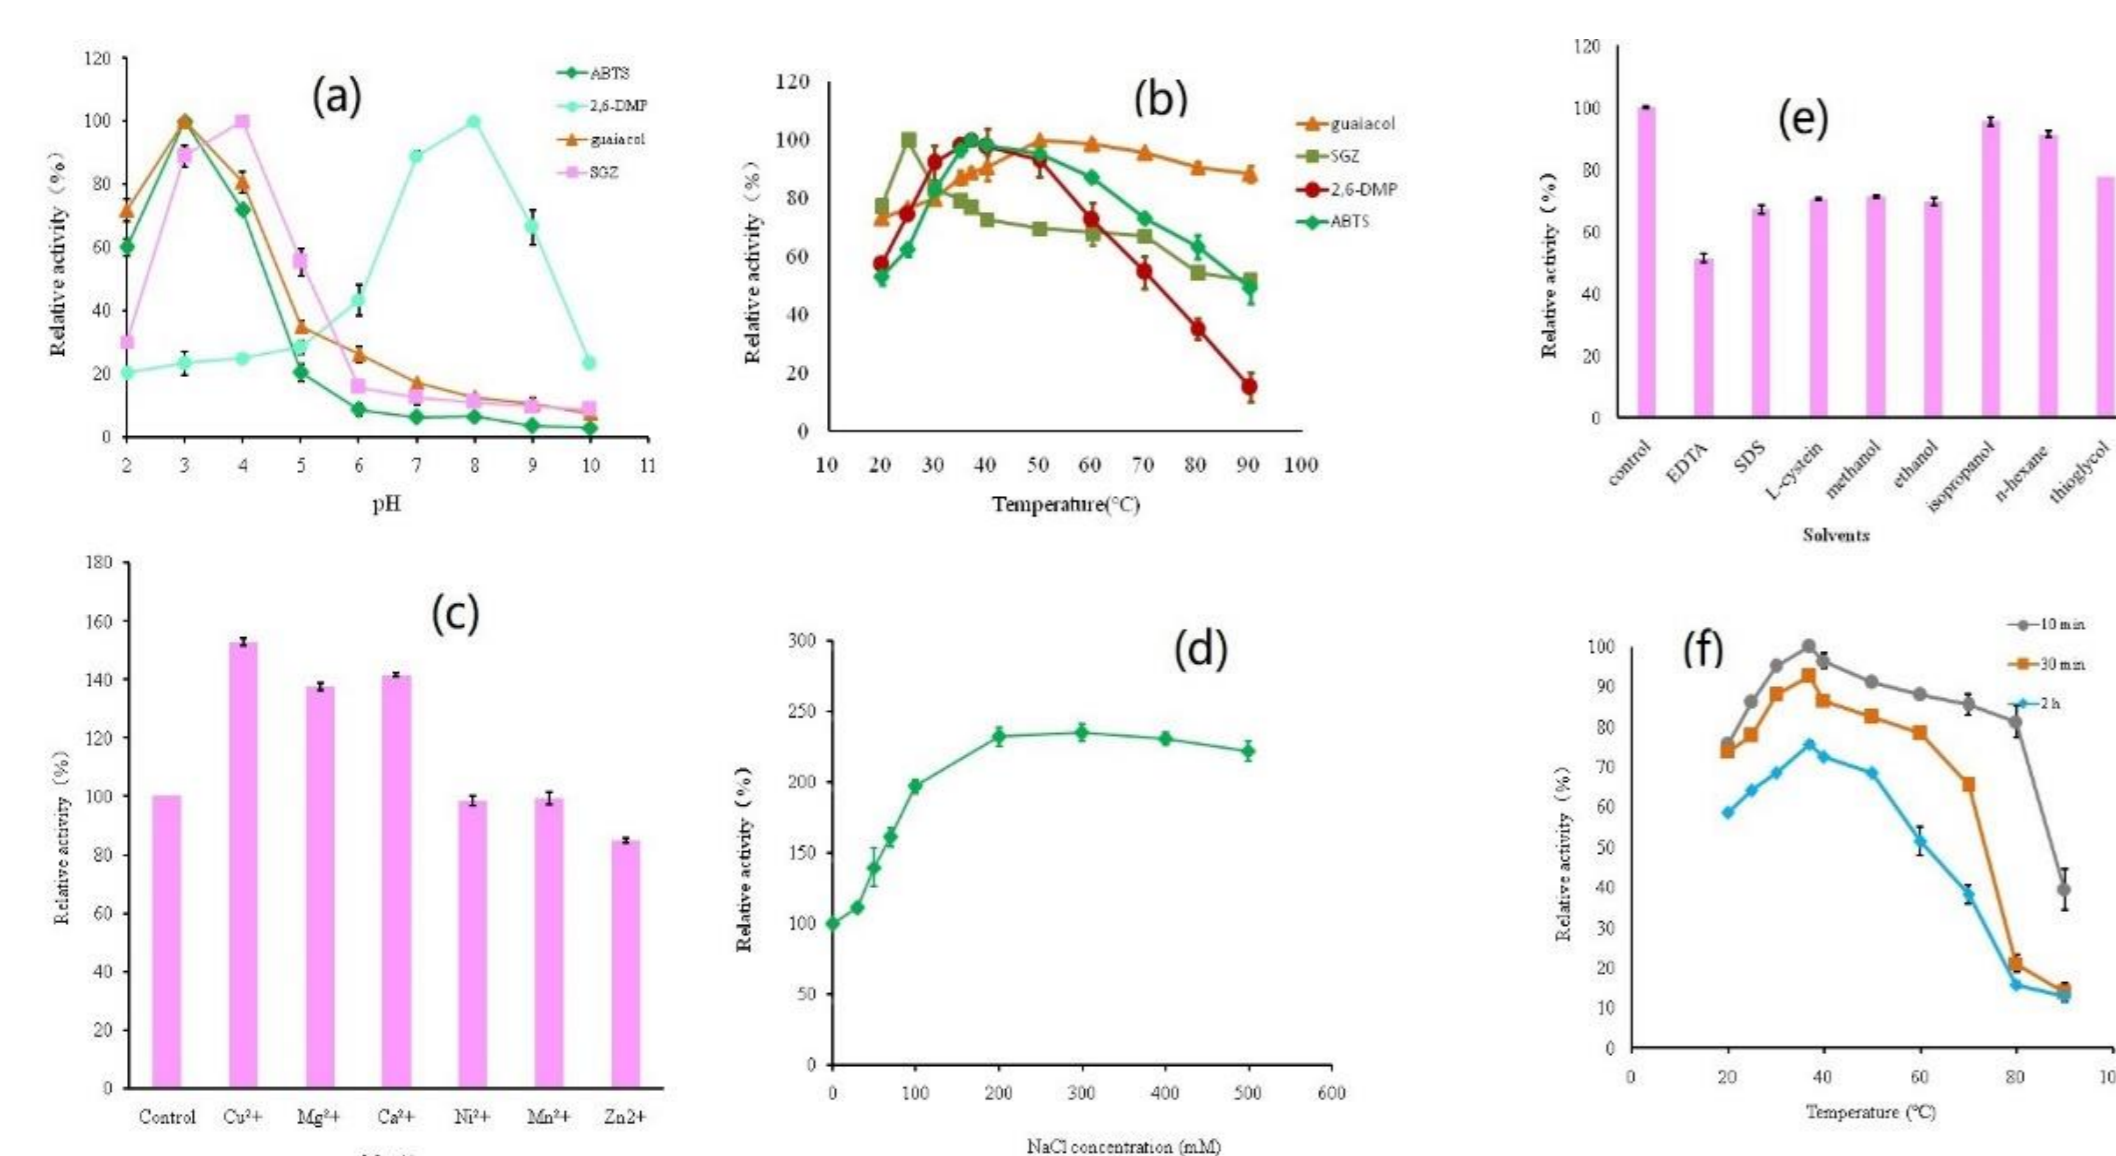 (a)
Relative activity (%)
120
100
80
60
40
20
0
2 3 4 5 6 7 8 9 10 11
pH
ABTS
2,6-DMP
guaiacol
SGZ
(b)
Relative activity (%)
120
100
80
60
40
20
0
10 20 30 40 50 60 70 80 90 100
Temperature(°C)
guaiacol
SGZ
2,6-DMP
ABTS
(e)
Relative activity (%)
120
100
80
60
40
20
0
control EDTA SDS L-cystein methanol ethanol isopropanol n-hexane thioglycol
Solvents
(c)
Relative activity (%)
180
160
140
120
100
80
60
40
20
0
Control Cu²+ Mg²+ Ca²+ Ni²+ Mn²+ Zn2+
(d)
Relative activity (%)
300
250
200
150
100
50
0
0 100 200 300 400 500 600
NaCl concentration (mM)
(f)
Relative activity (%)
100
90
80
70
60
50
40
30
20
10
0
0 20 40 60 80 10
Temperature (°C)
10 min
30 min
2 h